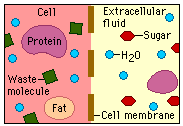 Cell
Extracellular
fluid
Protein
Sugar
H2O
Waste
molecule
Fat
Cell membrane